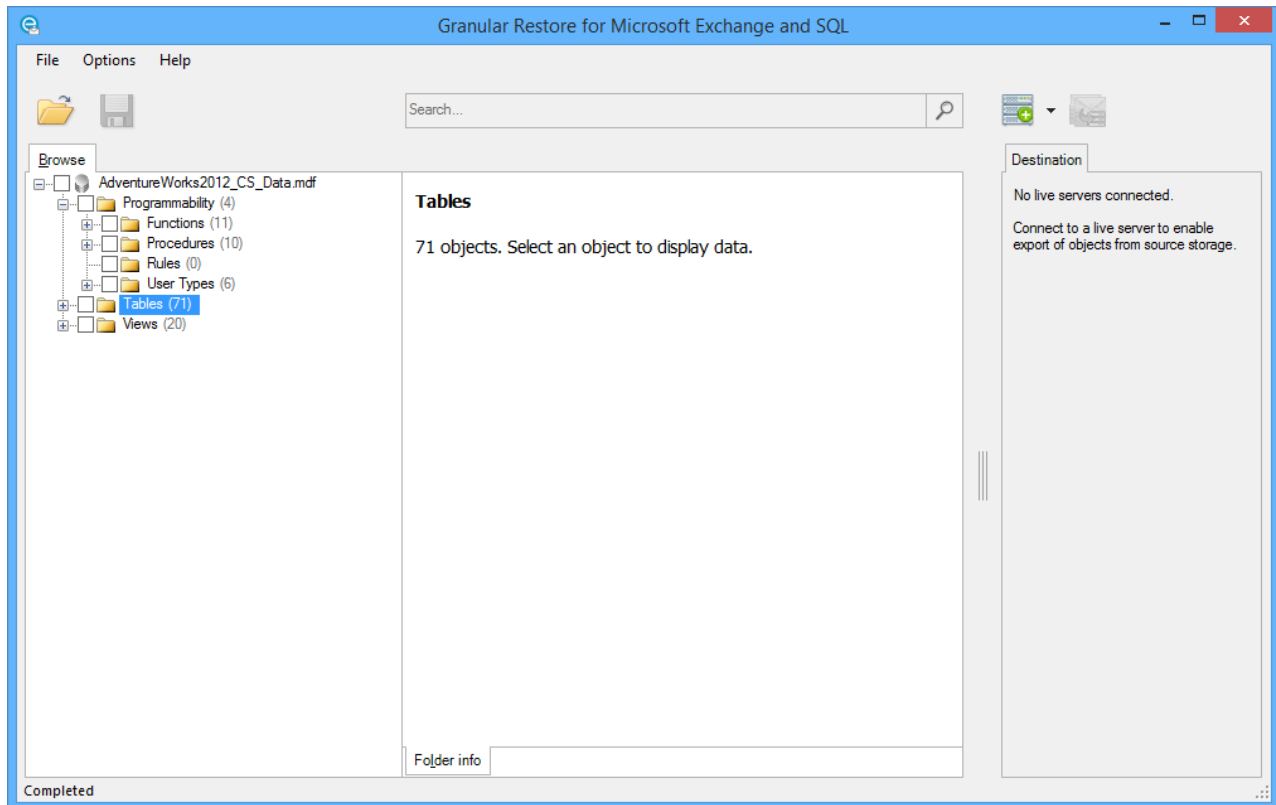 Granular Restore for Microsoft Exchange and SQL
File Options Help
Search...
Browse
AdventureWorks2012_CS_Data.mdf
Programmability (4)
Functions (11)
Procedures (10)
Rules (0)
User Types (6)
Tables (71)
Views (20)
Tables
71 objects. Select an object to display data.
Folder info
Destination
No live servers connected.
Connect to a live server to enable
export of objects from source storage.
Completed